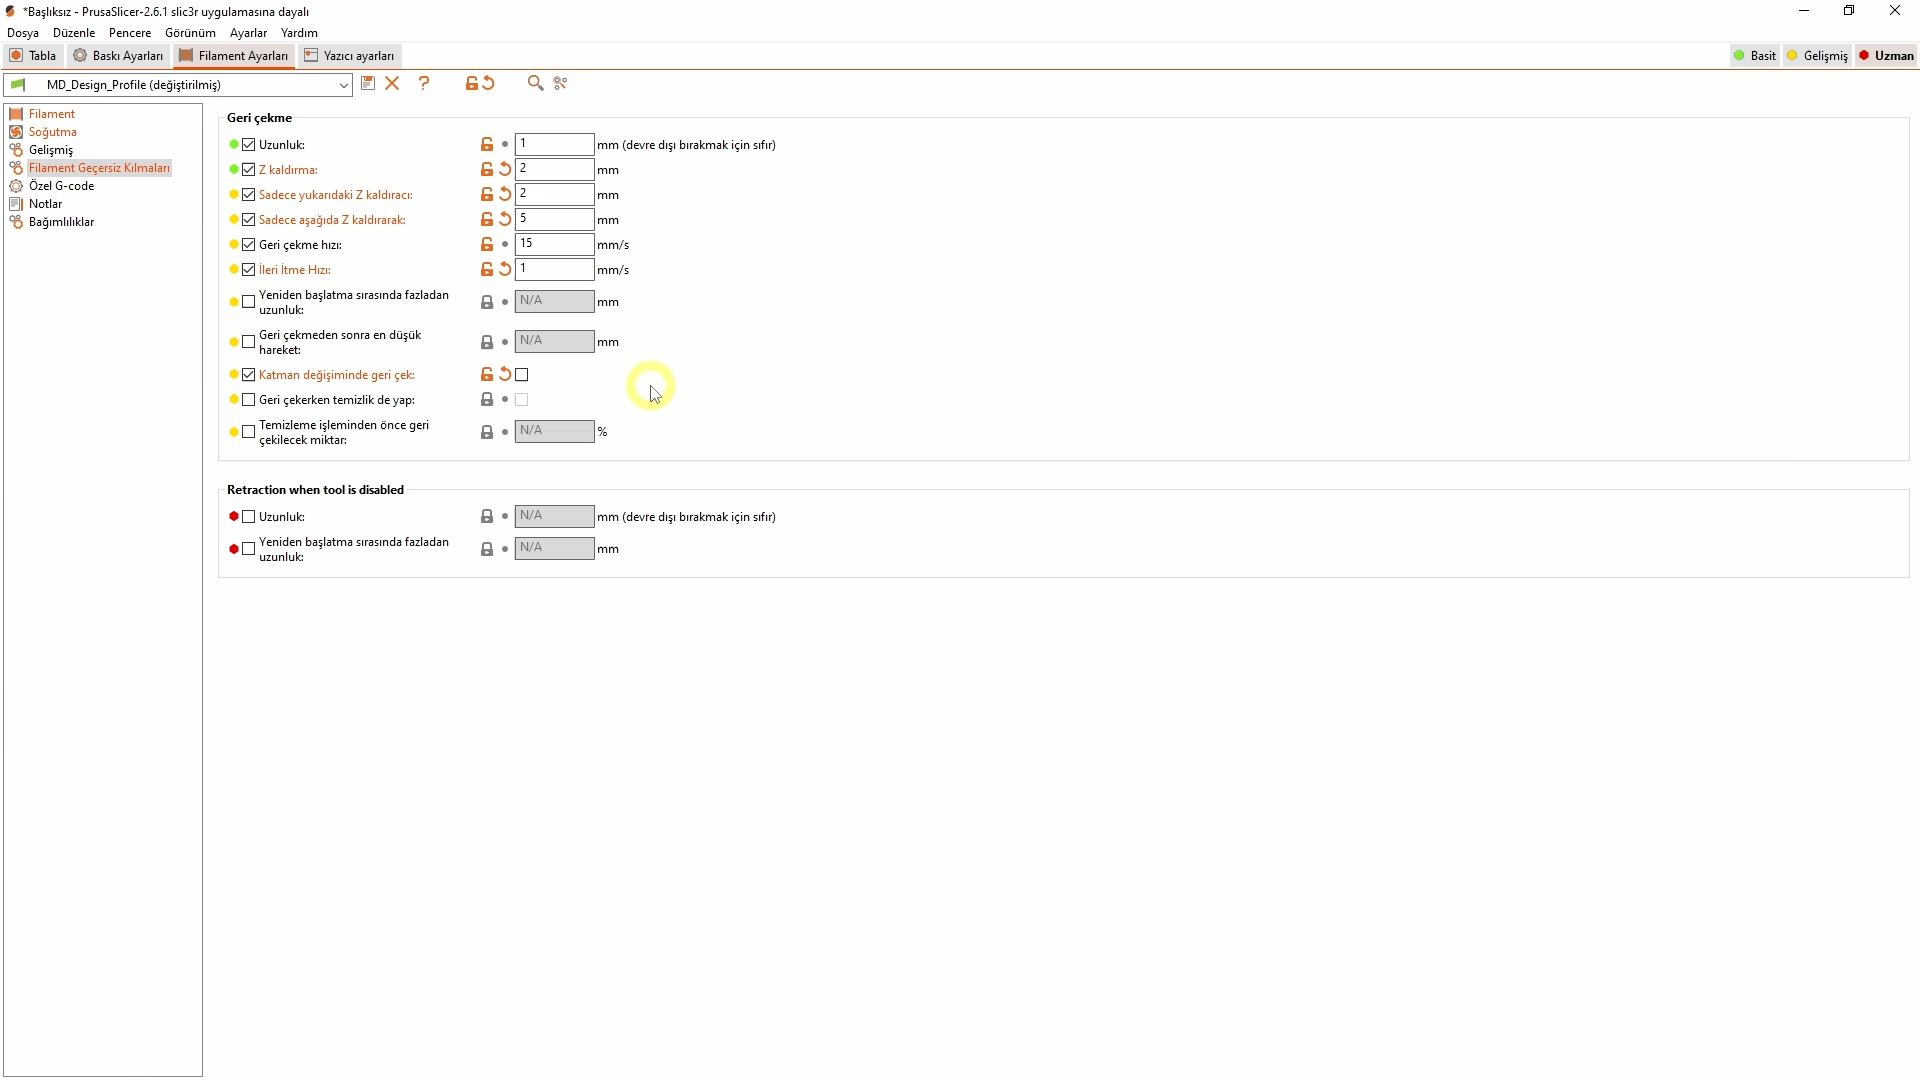 *Başlıksız - PrusaSlicer-2.6.1 slic3r uygulamasına dayalı
Dosya Düzenle Pencere Görünüm Ayarlar Yardım
Tabla Baskı Ayarları Filament Ayarları Yazıcı ayarları Basit Gelişmiş Uzman
MD_Design_Profile (değiştirilmiş)
Filament
Soğutma
Gelişmiş
Filament Geçersiz Kılmaları
Özel G-code
Notlar
Bağımlılıklar
Geri çekme
Uzunluk: 1 mm (devre dışı bırakmak için sıfır)
Z kaldırma: 2 mm
Sadece yukarıdaki Z kaldıracı: 2 mm
Sadece aşağıda Z kaldırarak: 5 mm
Geri çekme hızı: 15 mm/s
İleri İtme Hızı: 1 mm/s
Yeniden başlatma sırasında fazladan
uzunluk: N/A mm
Geri çekmeden sonra en düşük
hareket: N/A mm
Katman değişiminde geri çek:
Geri çekerken temizlik de yap:
Temizleme işleminden önce geri
çekilecek miktar: N/A %
Retraction when tool is disabled
Uzunluk: N/A mm (devre dışı bırakmak için sıfır)
Yeniden başlatma sırasında fazladan
uzunluk: N/A mm